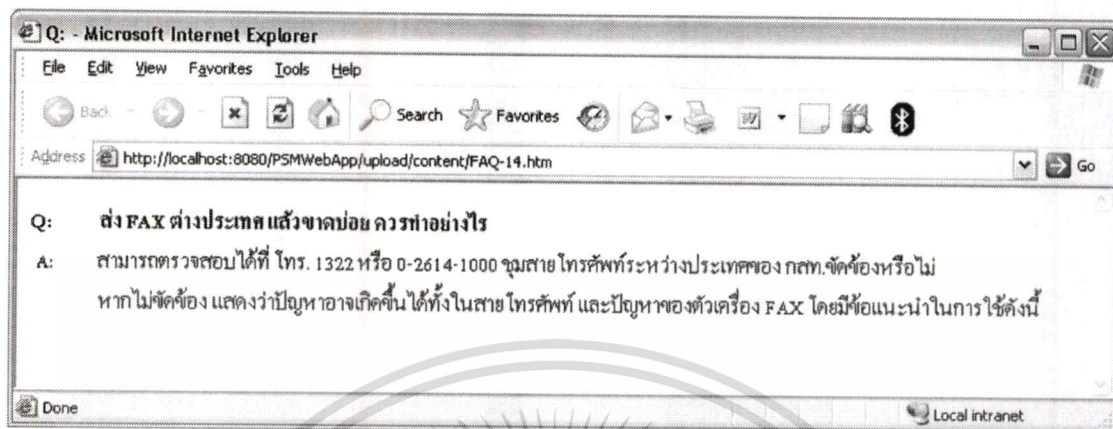 Q: - Microsoft Internet Explorer
File Edit View Favorites Tools Help
Back Search Favorites
Address http://localhost:8080/PSMWebApp/upload/content/FAQ-14.htm Go
Q: ส่ง FAX ต่างประเทศ แล้วขาดบ่อย ควรทำอย่างไร
A: สามารถตรวจสอบได้ที่ โทร. 1322 หรือ 0-2614-1000 ชุมสายโทรศัพท์ระหว่างประเทศของ กสท.ขัดข้องหรือไม่
หากไม่ขัดข้อง แสดงว่าปัญหาอาจเกิดขึ้นได้ทั้งในสายโทรศัพท์ และปัญหาของตัวเครื่อง FAX โดยมีข้อแนะนำในการใช้ดังนี้
Done Local intranet